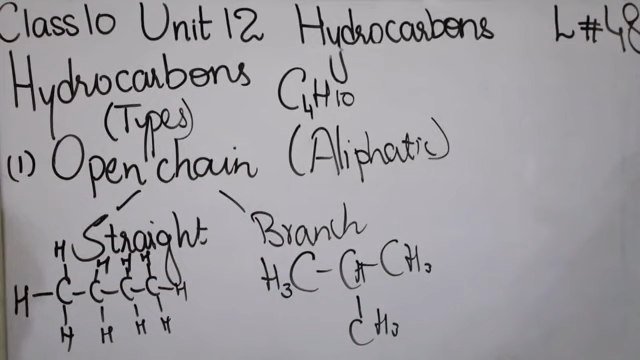 Class10 Unit 12 Hydrocarbons L#48
Hydrocarbons C4H10
(Types)
(1) Open chain (Aliphatic)
Straight Branch
H H H H
H-C-C-C-C-H H3C-CH-CH3
H H H H CH3